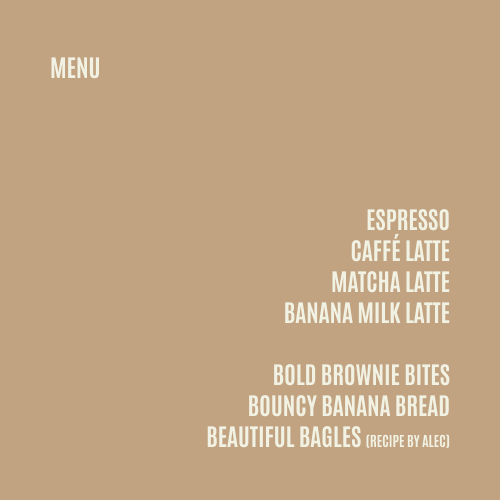 MENU
ESPRESSO
CAFFÉ LATTE
MATCHA LATTE
BANANA MILK LATTE
BOLD BROWNIE BITES
BOUNCY BANANA BREAD
BEAUTIFUL BAGLES (RECIPE BY ALEC)